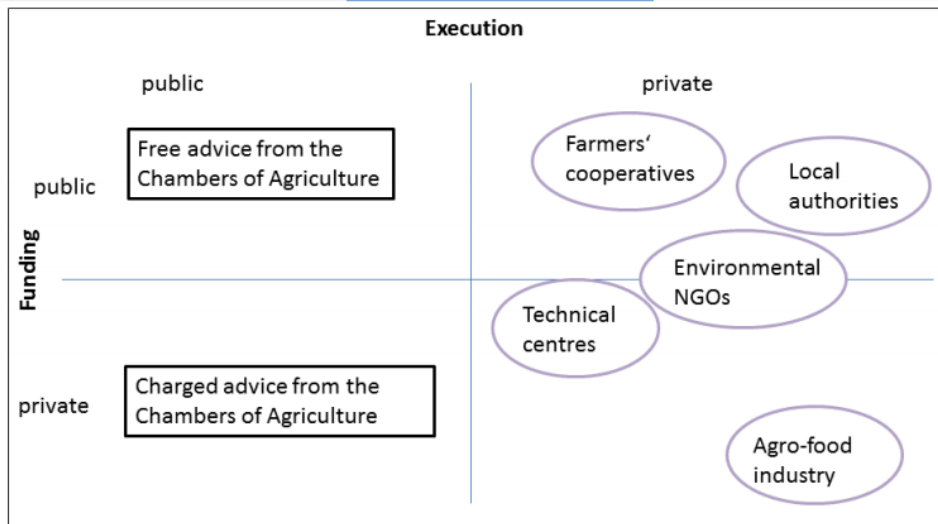 Execution
public
private
Free advice from the
Chambers of Agriculture
Farmers‘
cooperatives
Local
authorities
public
Funding
Environmental
NGOs
Technical
centres
Charged advice from the
Chambers of Agriculture
private
Agro-food
industry